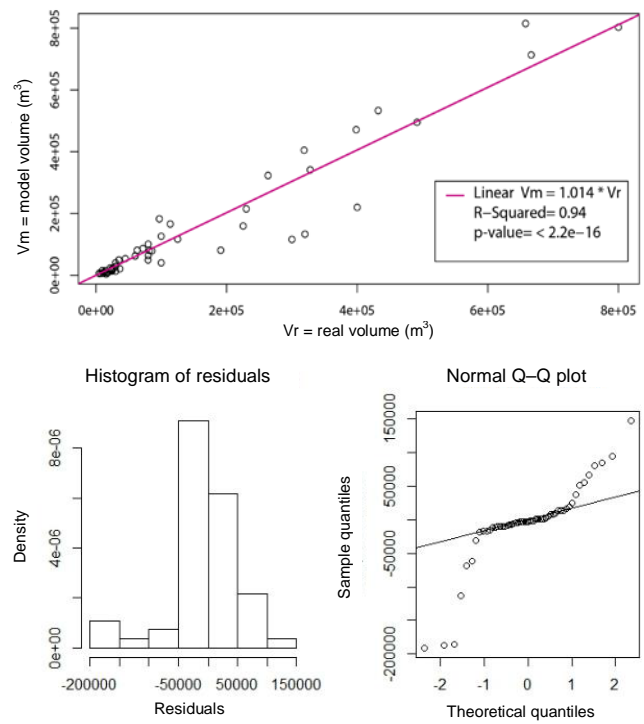 8e+05
6e+05
4e+05
2e+05
0e+00
Vm = model volume (m³)
Linear Vm = 1.014 * Vr
R-Squared= 0.94
p-value= < 2.2e-16
0e+00 2e+05 4e+05 6e+05 8e+05
Vr = real volume (m³)
Histogram of residuals
8e-06
4e-06
0e+00
Density
-200000 -50000 50000 150000
Residuals
Normal Q–Q plot
150000
50000
-50000
-200000
Sample quantiles
-2 -1 0 1 2
Theoretical quantiles